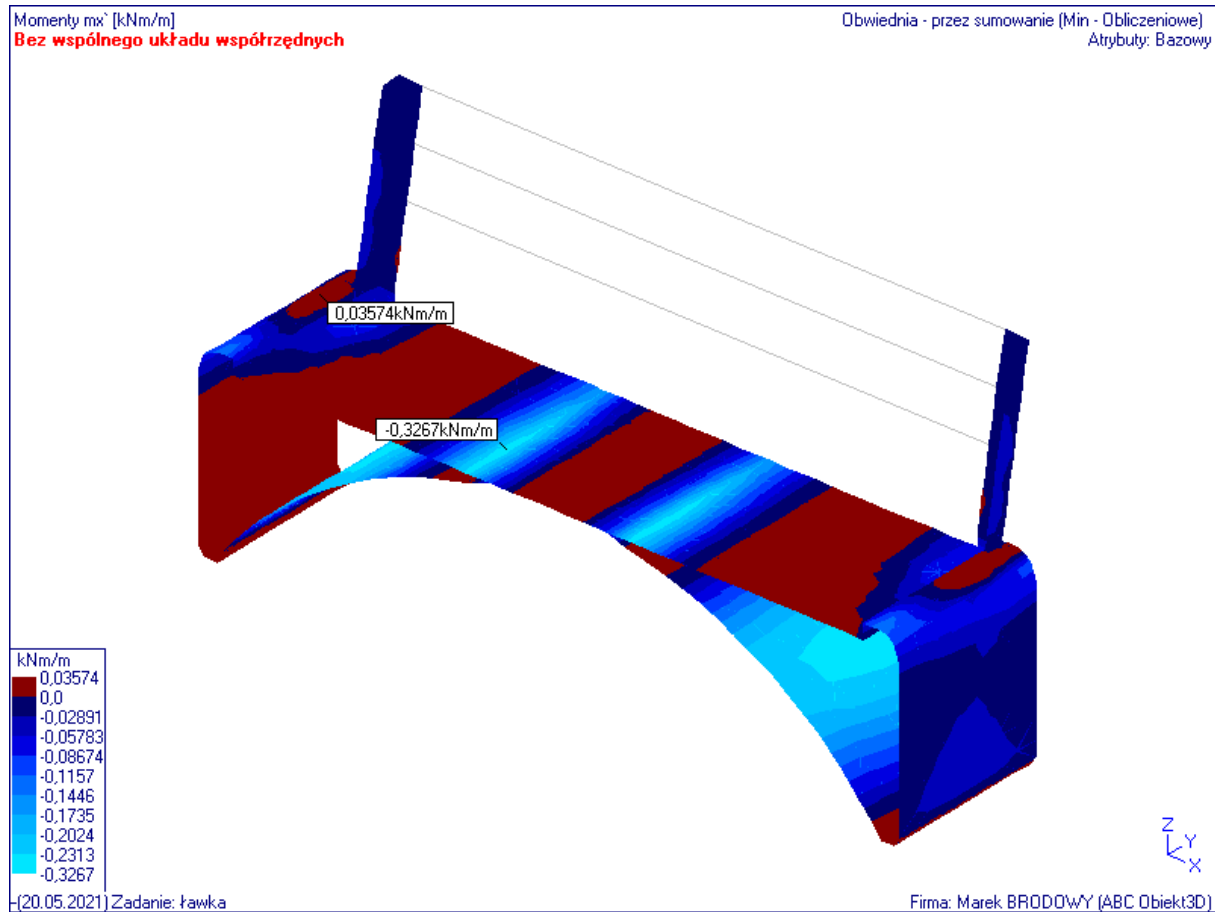 Momenty mx` [kNm/m]
Obwiednia - przez sumowanie (Min - Obliczeniowe)
Bez wspólnego układu współrzędnych
Atrybuty: Bazowy
0,03574kNm/m
-0,3267kNm/m
kNm/m
0,03574
0,0
-0,02891
-0,05783
-0,08674
-0,1157
-0,1446
-0,1735
-0,2024
-0,2313
-0,3267
Z
Y
X
-(20.05.2021) Zadanie: ławka
Firma: Marek BRODOWY (ABC Obiekt3D)